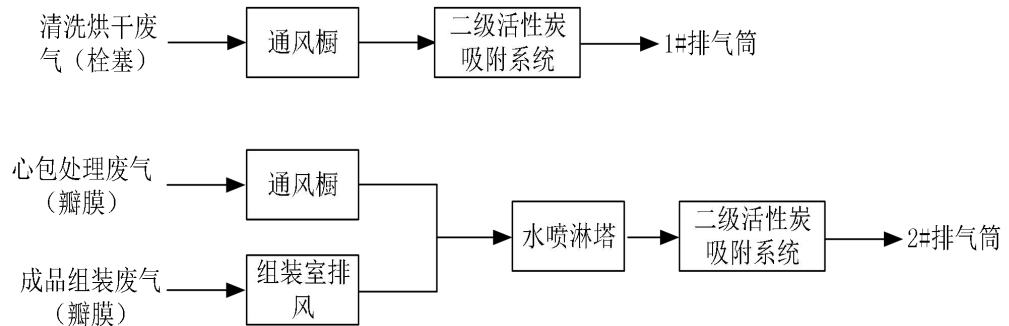 清洗烘干废
气（栓塞）
通风橱
二级活性炭
吸附系统
1#排气筒
心包处理废气
（瓣膜）
通风橱
成品组装废气
（瓣膜）
组装室排
风
水喷淋塔
二级活性炭
吸附系统
2#排气筒